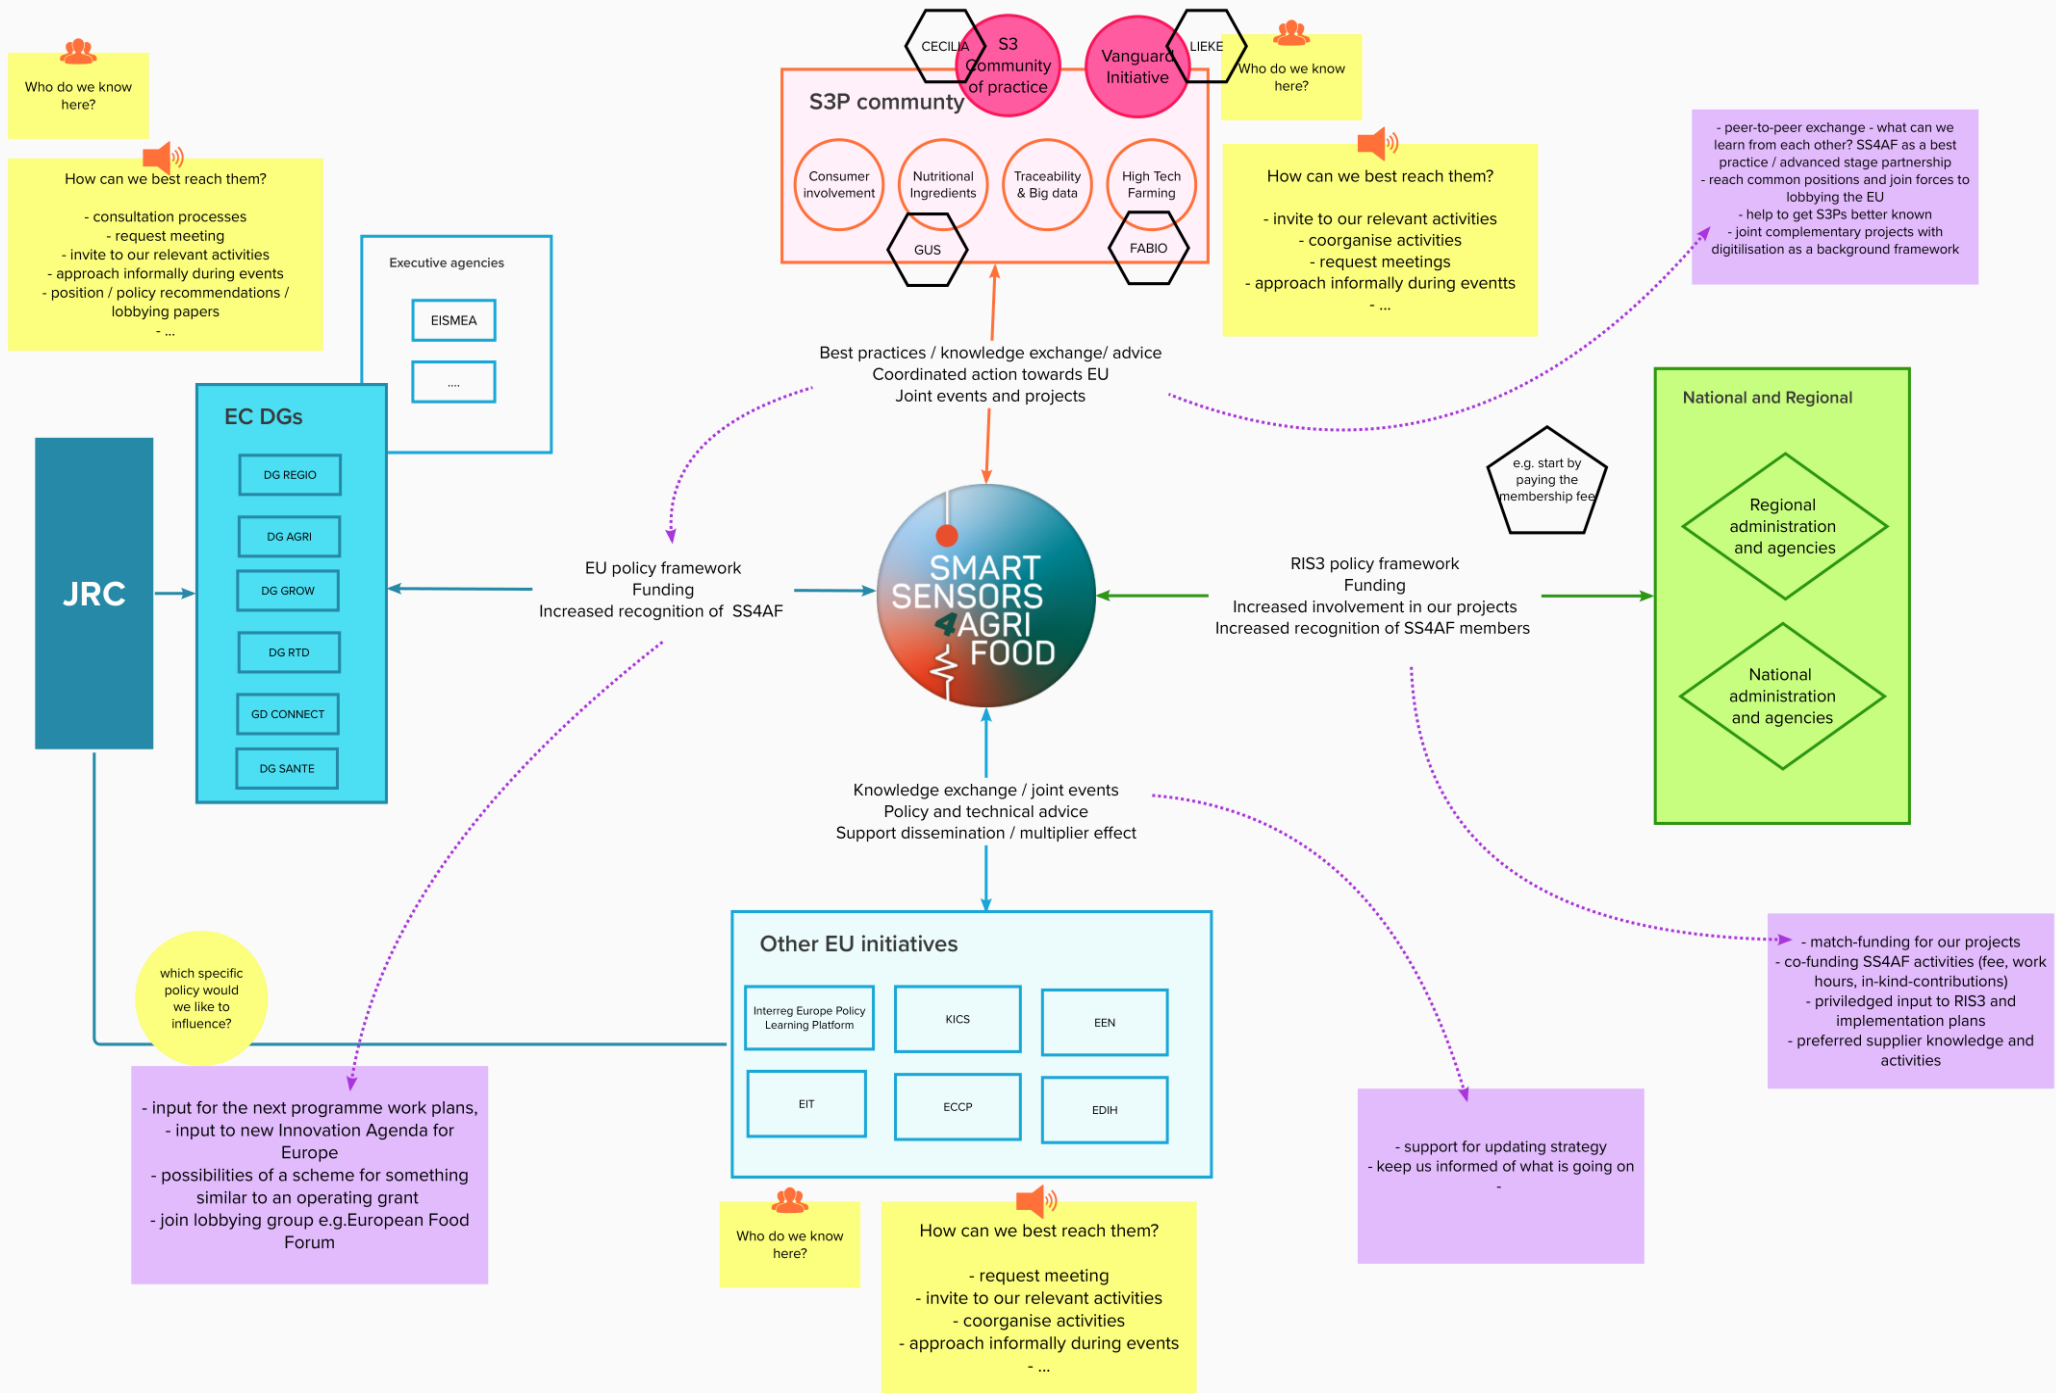 Who do we know
here?
How can we best reach them?
- consultation processes
- request meeting
- invite to our relevant activities
- approach informally during events
- position / policy recommendations /
lobbying papers
- ...
Executive agencies
EISMEA
....
EC DGs
DG REGIO
DG AGRI
DG GROW
DG RTD
GD CONNECT
DG SANTE
JRC
CECILIA
S3
Community
of practice
Vanguard
Initiative
LIEKE
S3P communty
Consumer
involvement
Nutritional
Ingredients
Traceability
& Big data
High Tech
Farming
GUS
FABIO
Who do we know
here?
How can we best reach them?
- invite to our relevant activities
- coorganise activities
- request meetings
- approach informally during eventts
- ...
- peer-to-peer exchange - what can we
learn from each other? SS4AF as a best
practice / advanced stage partnership
- reach common positions and join forces to
lobbying the EU
- help to get S3Ps better known
- joint complementary projects with
digitilisation as a background framework
Best practices / knowledge exchange/ advice
Coordinated action towards EU
Joint events and projects
EU policy framework
Funding
Increased recognition of SS4AF
SMART
SENSORS
4AGRI
FOOD
RIS3 policy framework
Funding
Increased involvement in our projects
Increased recognition of SS4AF members
e.g. start by
paying the
membership fee
National and Regional
Regional
administration
and agencies
National
administration
and agencies
Knowledge exchange / joint events
Policy and technical advice
Support dissemination / multiplier effect
Other EU initiatives
Interreg Europe Policy
Learning Platform
KICS
EEN
EIT
ECCP
EDIH
which specific
policy would
we like to
influence?
- input for the next programme work plans,
- input to new Innovation Agenda for
Europe
- possibilities of a scheme for something
similar to an operating grant
- join lobbying group e.g.European Food
Forum
Who do we know
here?
How can we best reach them?
- request meeting
- invite to our relevant activities
- coorganise activities
- approach informally during events
- ...
- support for updating strategy
- keep us informed of what is going on
-
- match-funding for our projects
- co-funding SS4AF activities (fee, work
hours, in-kind-contributions)
- priviledged input to RIS3 and
implementation plans
- preferred supplier knowledge and
activities